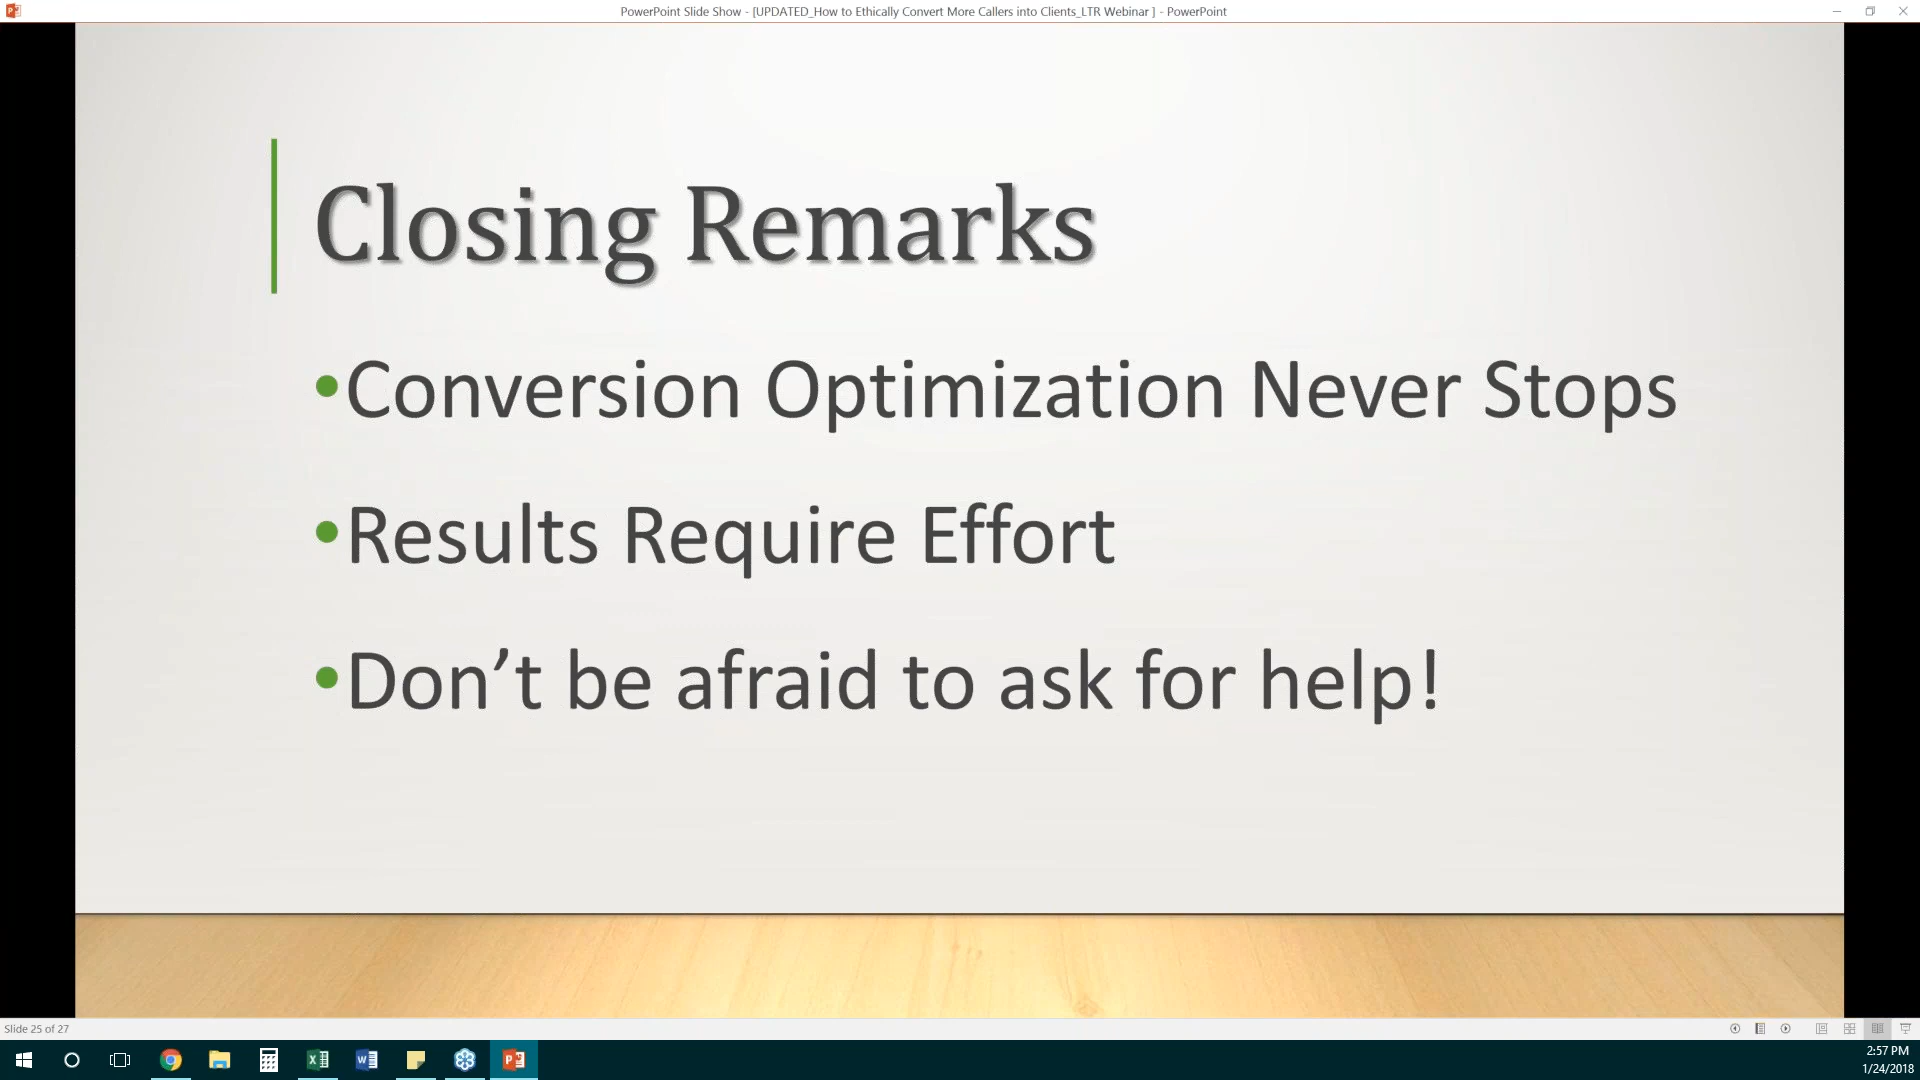 PowerPoint Slide Show - [UPDATED_How to Ethically Convert More Callers into Clients_LTR Webinar ] - PowerPoint
Closing Remarks
•Conversion Optimization Never Stops
•Results Require Effort
•Don’t be afraid to ask for help!
Slide 25 of 27
2:57 PM
1/24/2018